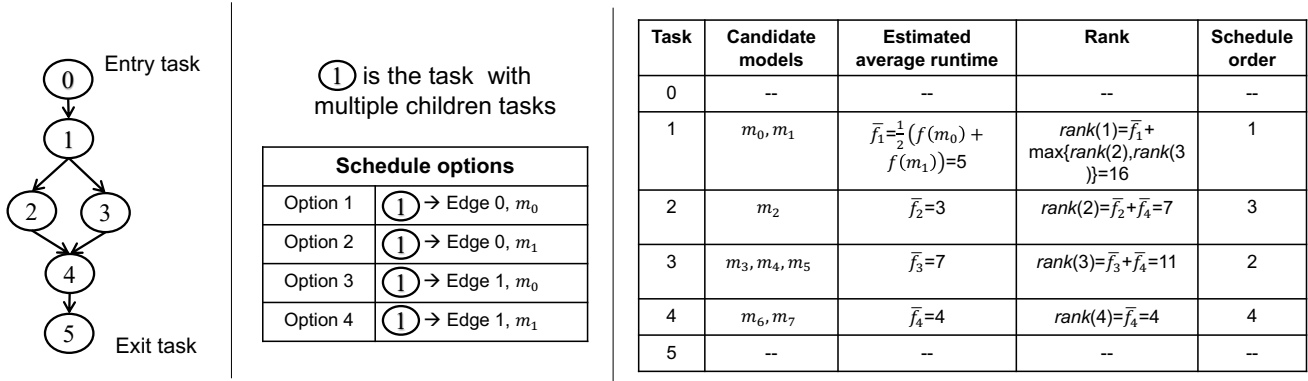 0
Entry task
1
2
3
4
5
Exit task
1 is the task with
multiple children tasks
Schedule options
Option 1 1 → Edge 0, m₀
Option 2 1 → Edge 0, m₁
Option 3 1 → Edge 1, m₀
Option 4 1 → Edge 1, m₁
Task Candidate models Estimated average runtime Rank Schedule order
0 -- -- -- --
1 m₀, m₁ f̅₁=½(f(m₀) + f(m₁))=5 rank(1)=f̅₁+ max{rank(2),rank(3 )}=16 1
2 m₂ f̅₂=3 rank(2)=f̅₂+f̅₄=7 3
3 m₃, m₄, m₅ f̅₃=7 rank(3)=f̅₃+f̅₄=11 2
4 m₆, m₇ f̅₄=4 rank(4)=f̅₄=4 4
5 -- -- -- --